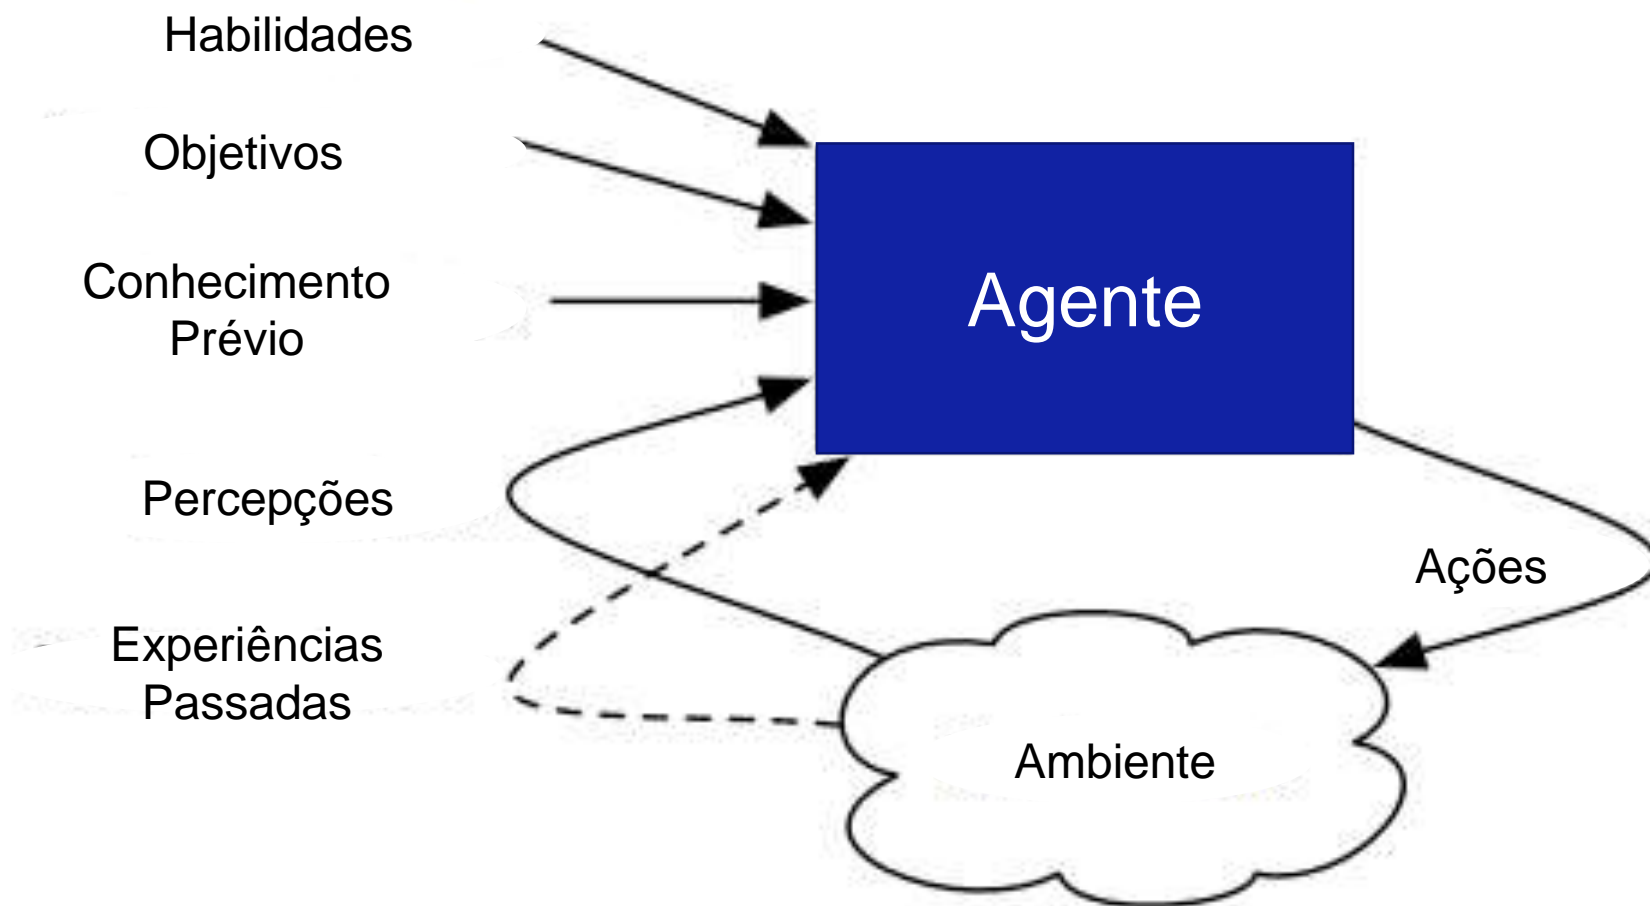 Habilidades
Objetivos
Conhecimento
Prévio
Agente
Percepções
Ações
Experiências
Passadas
Ambiente